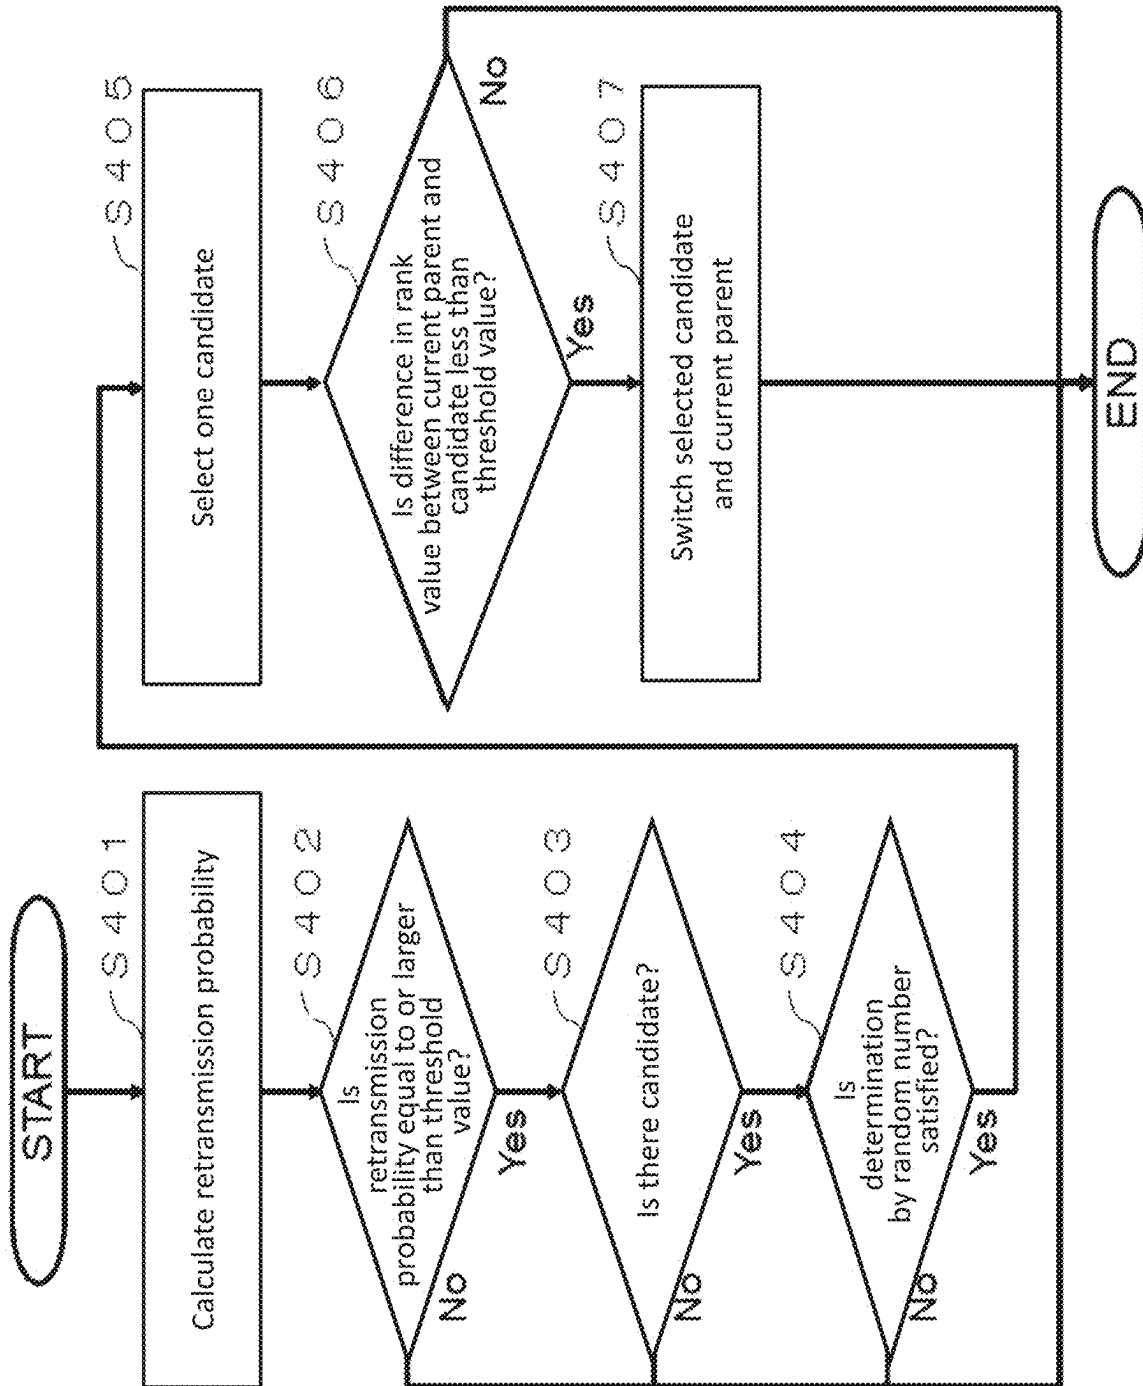 START
S401
Calculate retransmission probability
S402
Is
retransmission
probability equal to or larger
than threshold
value?
No
Yes
S403
Is there candidate?
No
Yes
S404
Is
determination
by random number
satisfied?
No
Yes
S405
Select one candidate
S406
Is difference in rank
value between current parent and
candidate less than
threshold value?
No
Yes
S407
Switch selected candidate
and current parent
END